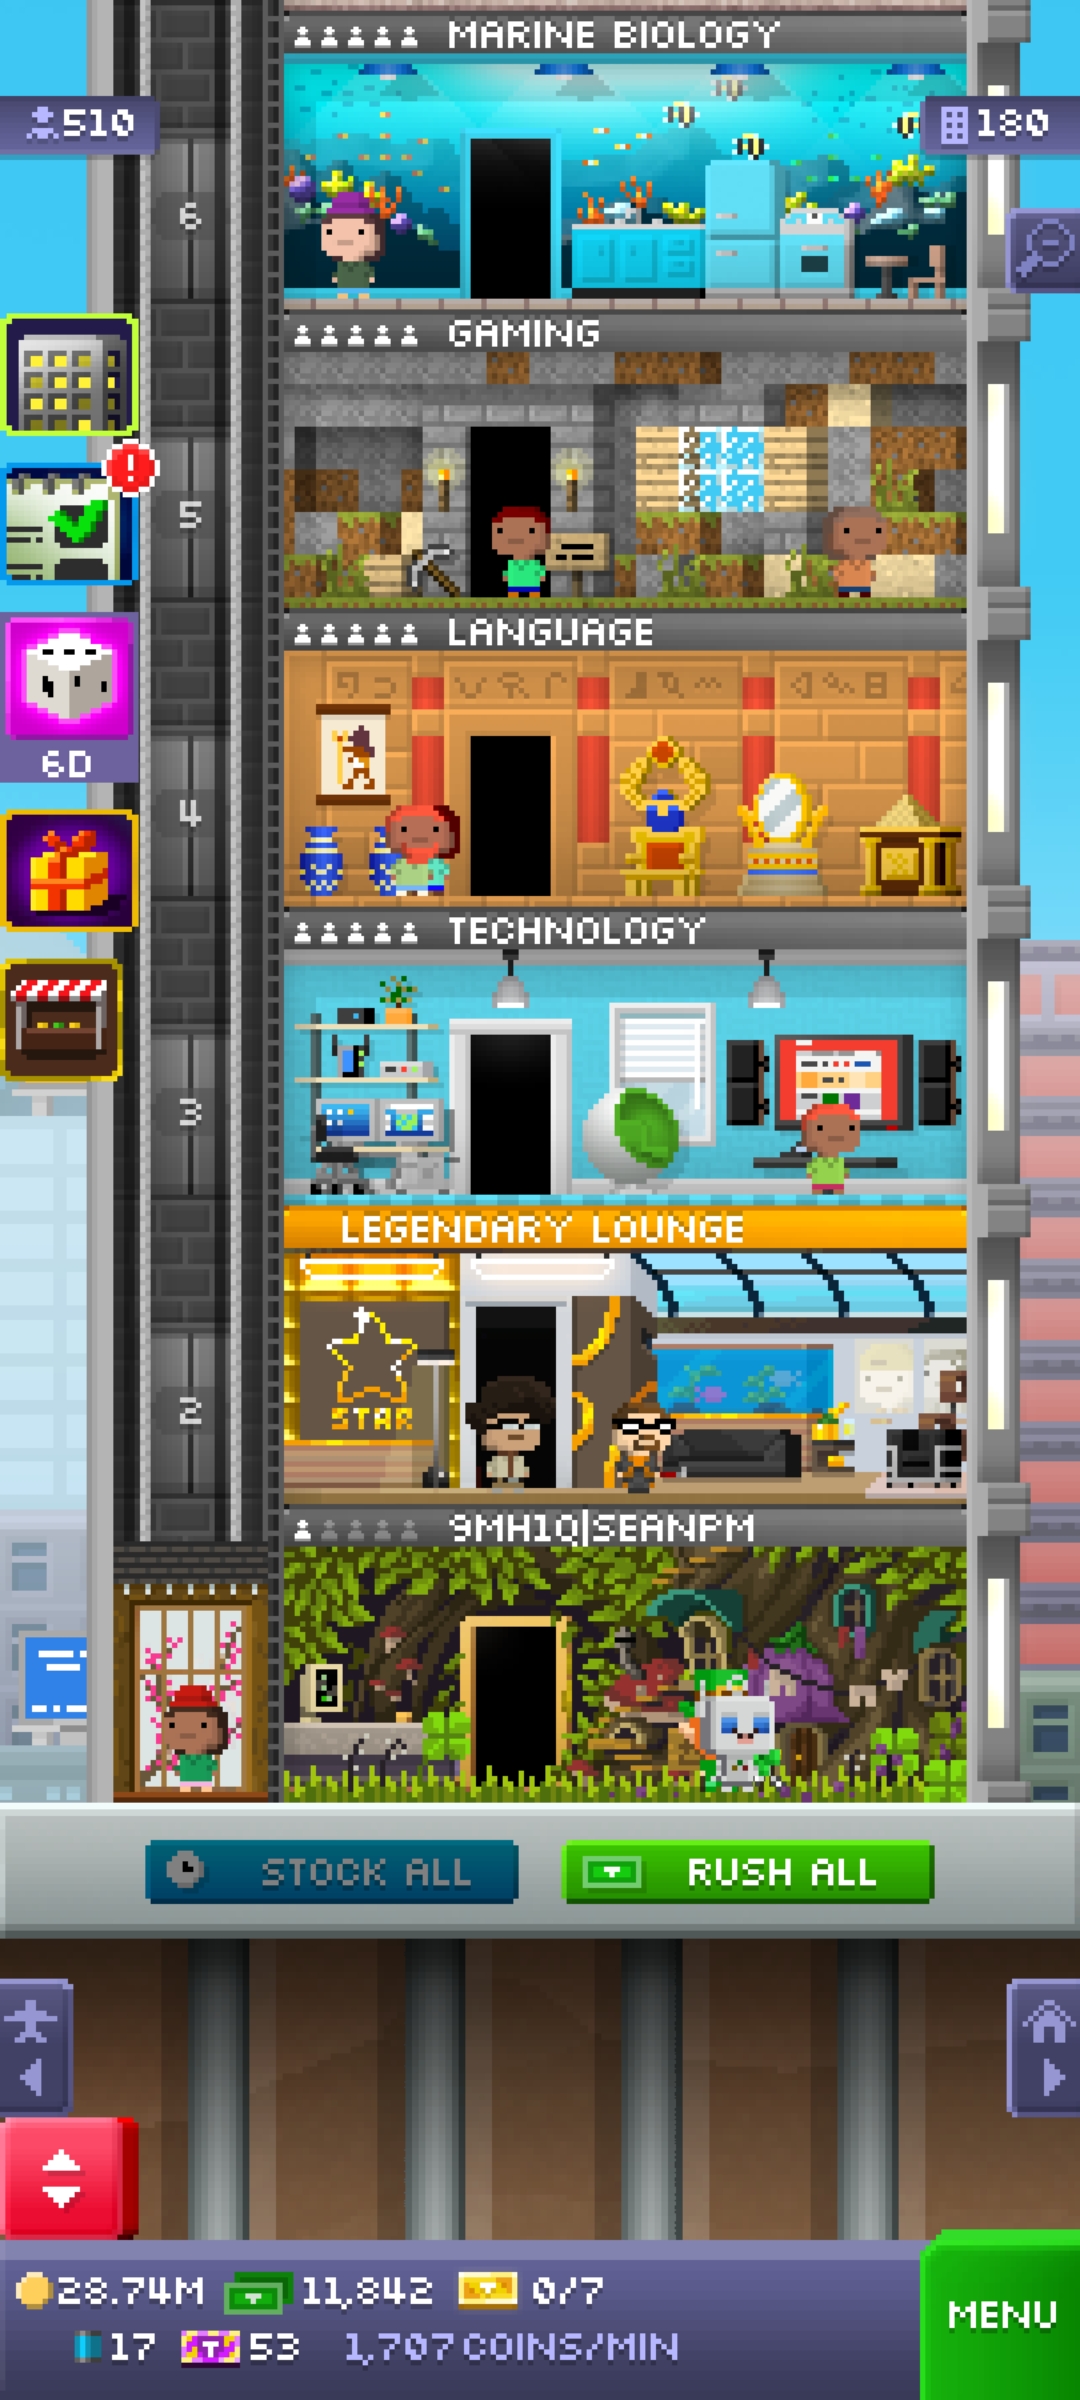 MARINE BIOLOGY
510
180
6
GAMING
5
LANGUAGE
6D
4
TECHNOLOGY
3
LEGENDARY LOUNGE
STAR
2
9MH1Q|SEANPM
STOCK ALL
RUSH ALL
28.74M 11,842 0/7
MENU
17 53 1,707 COINS/MIN